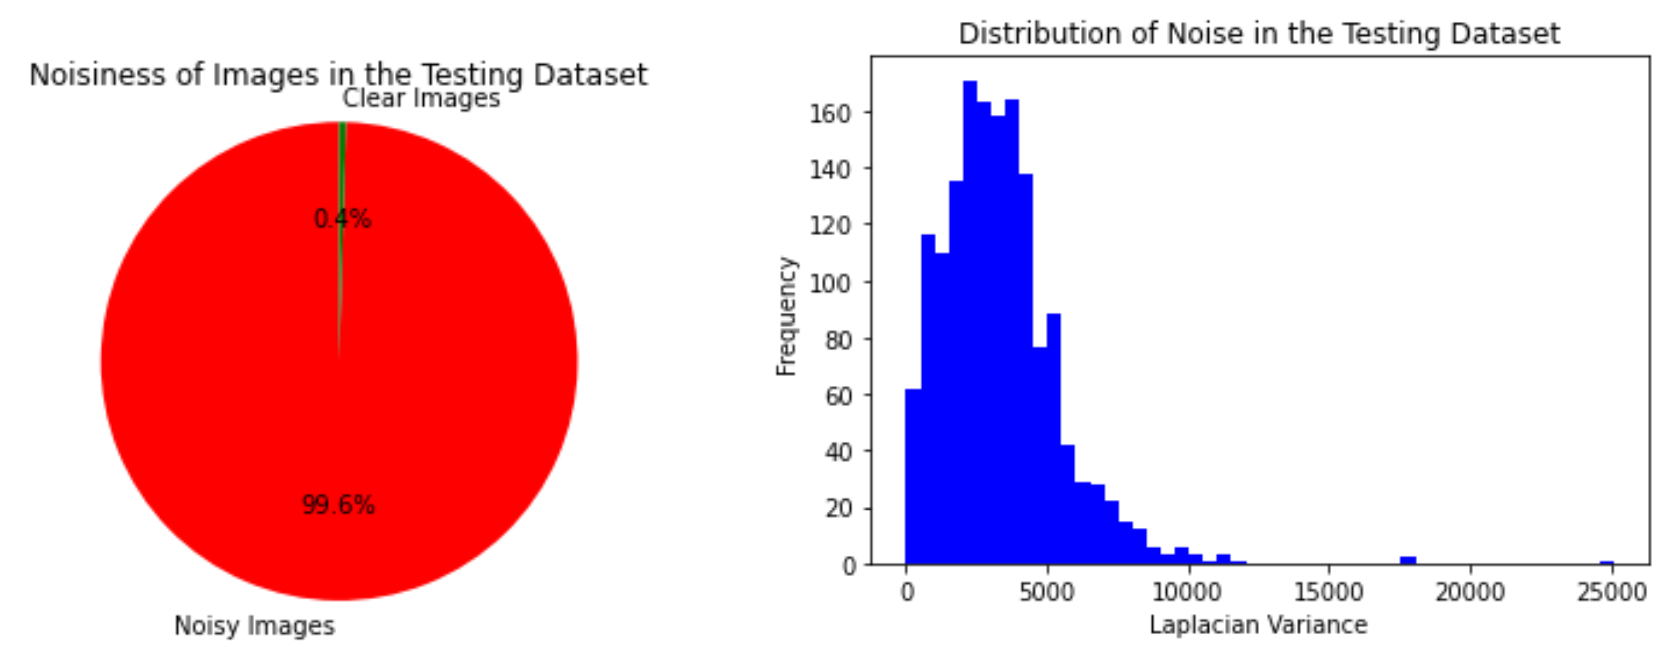 Noisiness of Images in the Testing Dataset
Clear Images
0.4%
99.6%
Noisy Images
Distribution of Noise in the Testing Dataset
Frequency
160
140
120
100
80
60
40
20
0
0 5000 10000 15000 20000 25000
Laplacian Variance